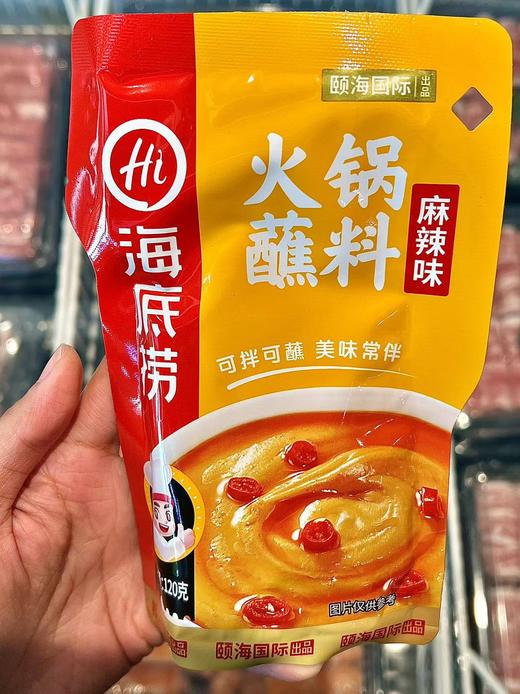 颐海国际 出品
Hi
海底捞
火锅
蘸料
麻辣味
可拌可蘸 美味常伴
120克
图片仅供参考
颐海国际出品 颐海国际出品